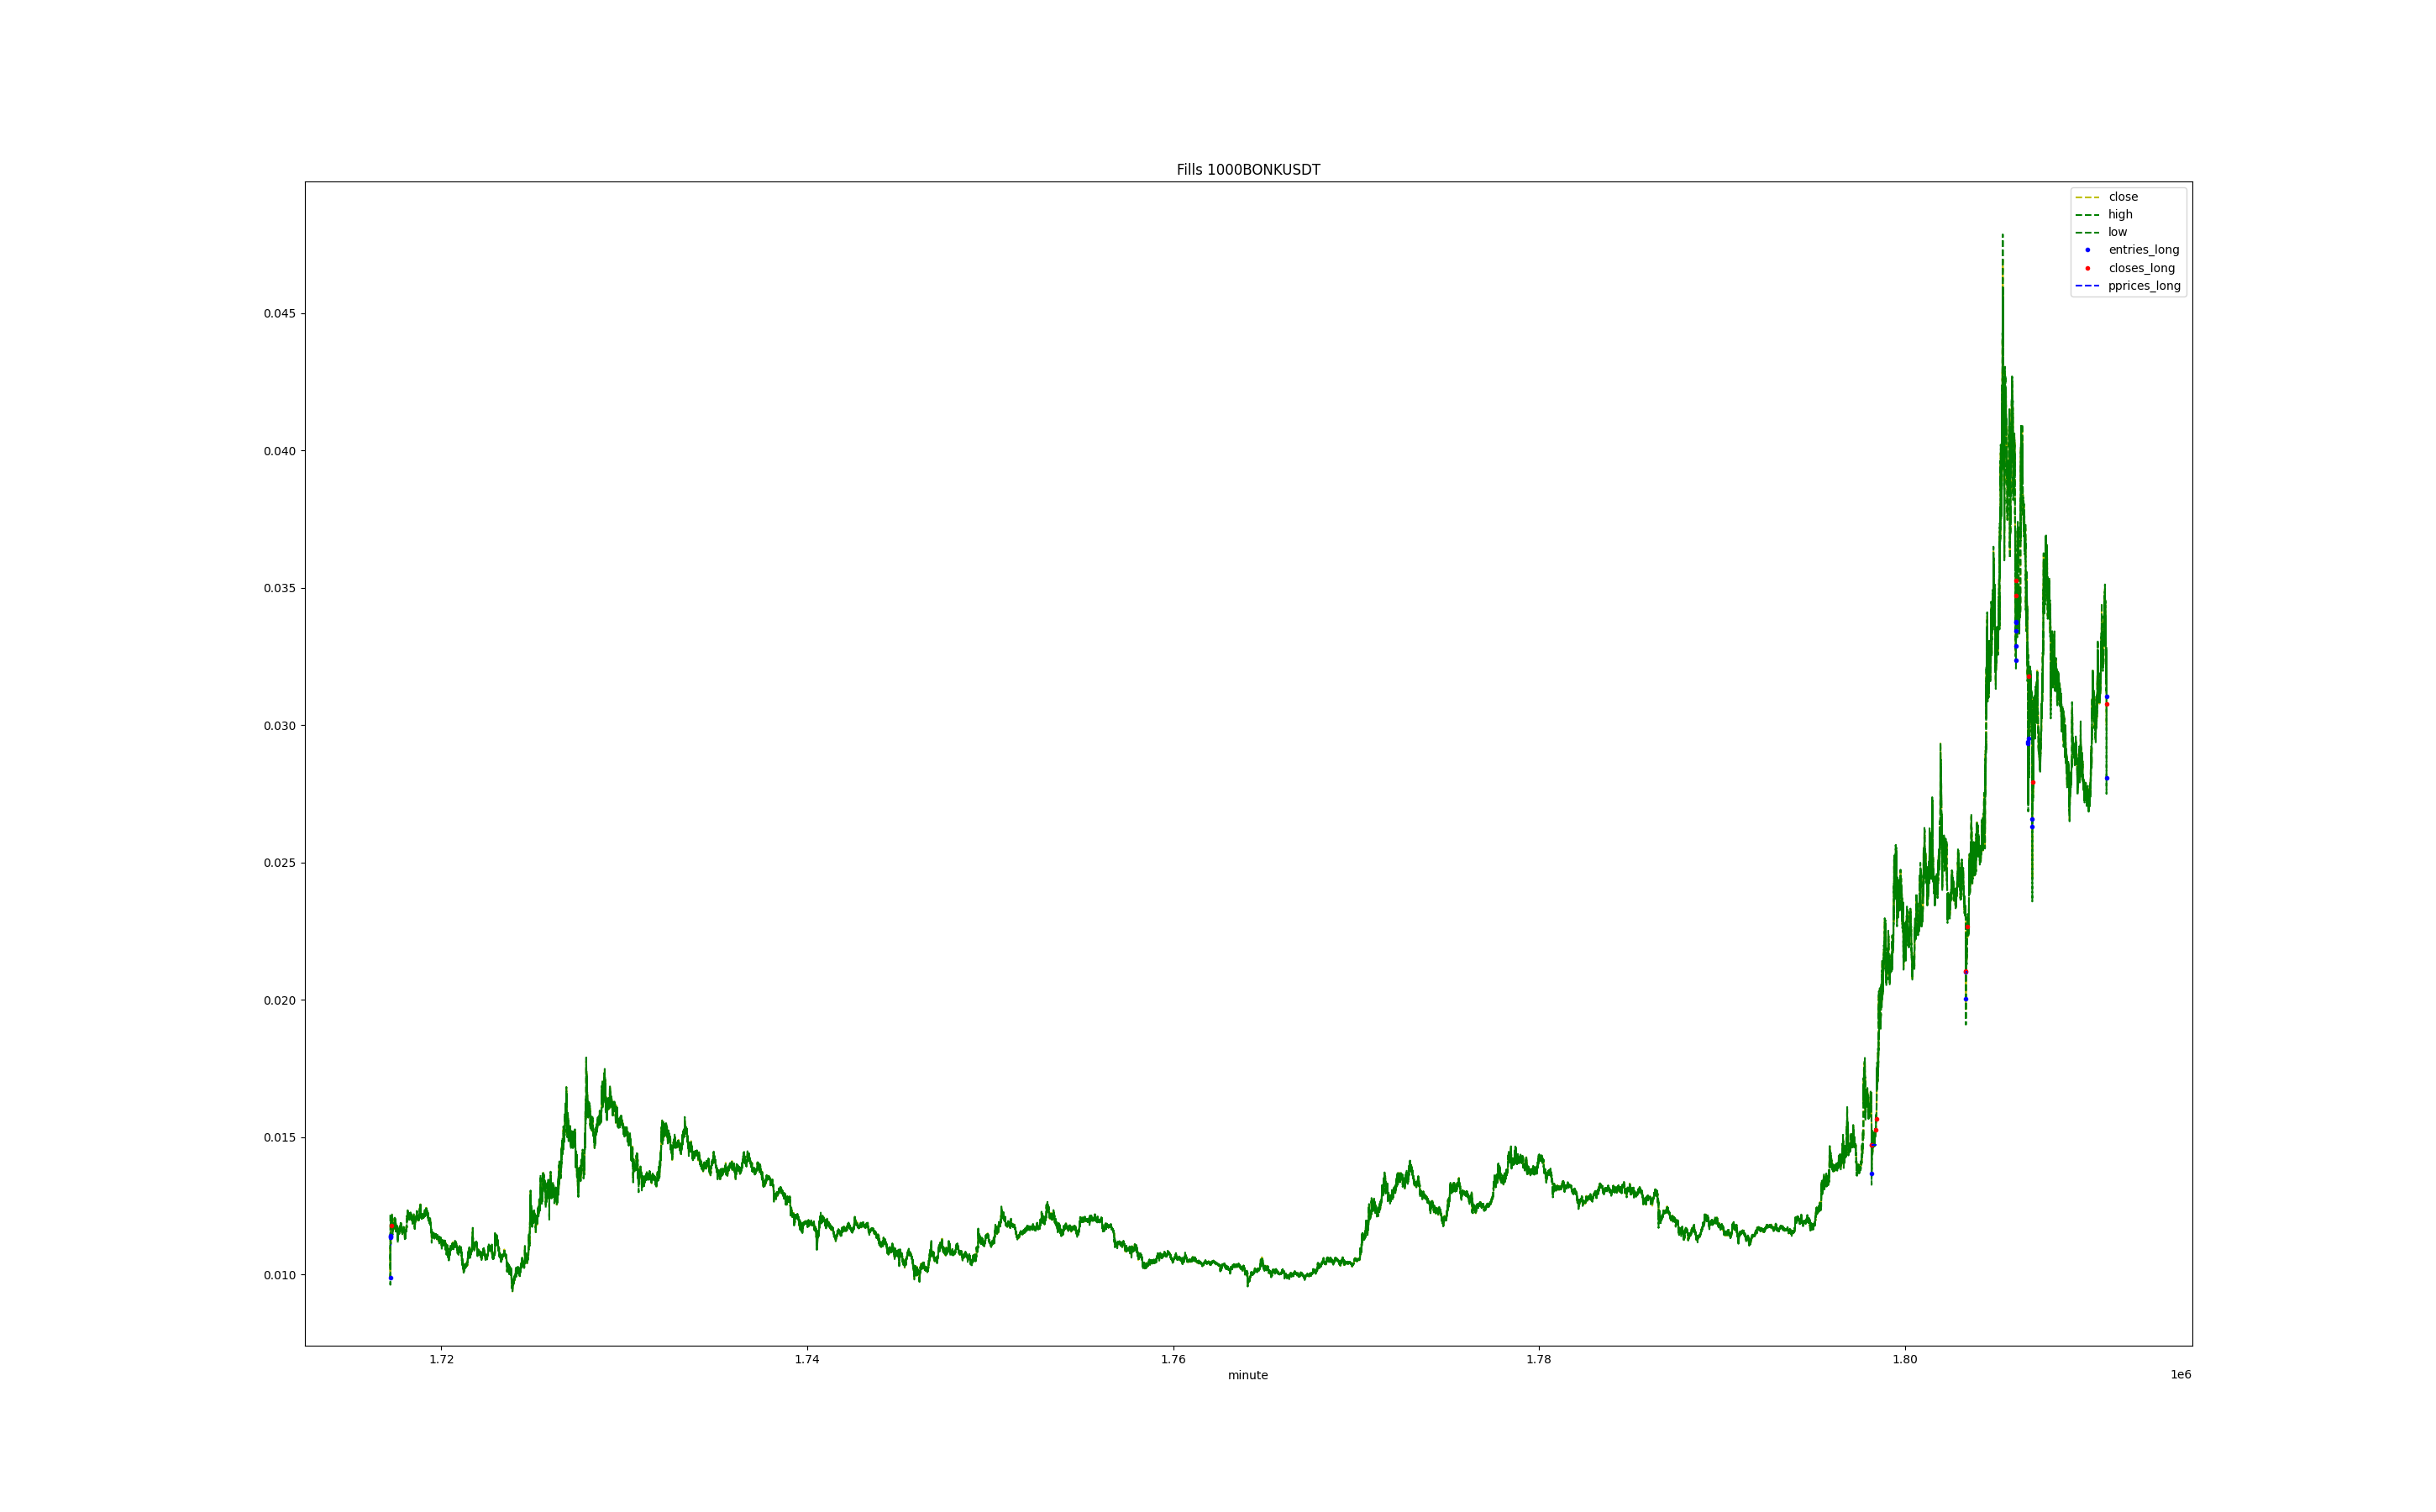 Fills 1000BONKUSDT
close
high
low
entries_long
closes_long
pprices_long
0.045
0.040
0.035
0.030
0.025
0.020
0.015
0.010
1.72 1.74 1.76 1.78 1.80
minute 1e6